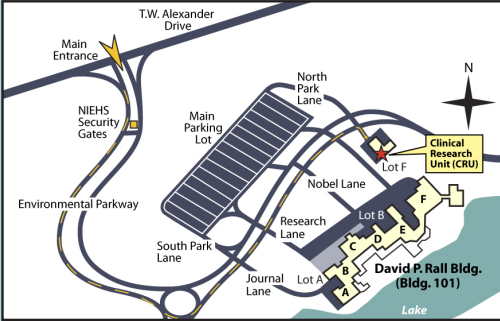 T.W. Alexander
Drive
Main
Entrance
N
North
Park
Lane
NIEHS
Security
Gates
Main
Parking
Lot
Clinical
Research
Unit (CRU)
Lot F
Nobel Lane
Environmental Parkway
F
Lot B
E
Research
Lane
D
C
South Park
Lane
B
David P. Rall Bldg.
(Bldg. 101)
Lot A
A
Journal
Lane
Lake